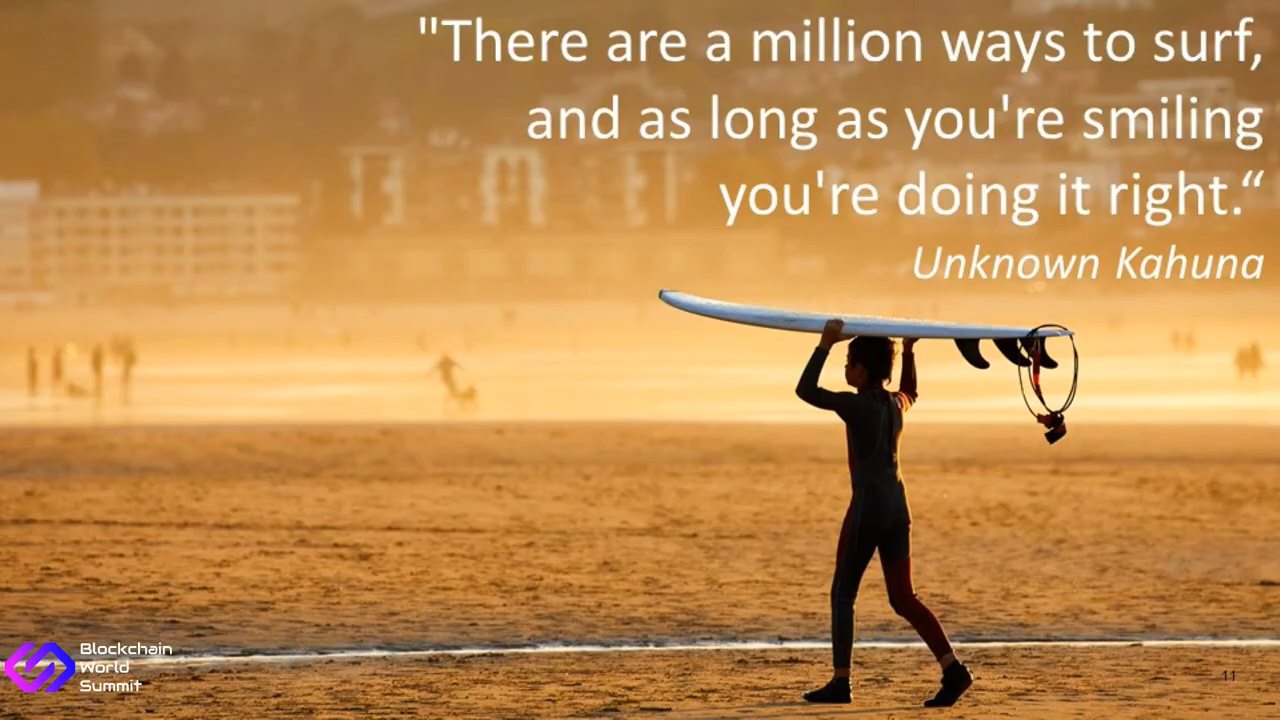 "There are a million ways to surf,
and as long as you're smiling
you're doing it right.“
Unknown Kahuna
Blockchain
World
Summit
11